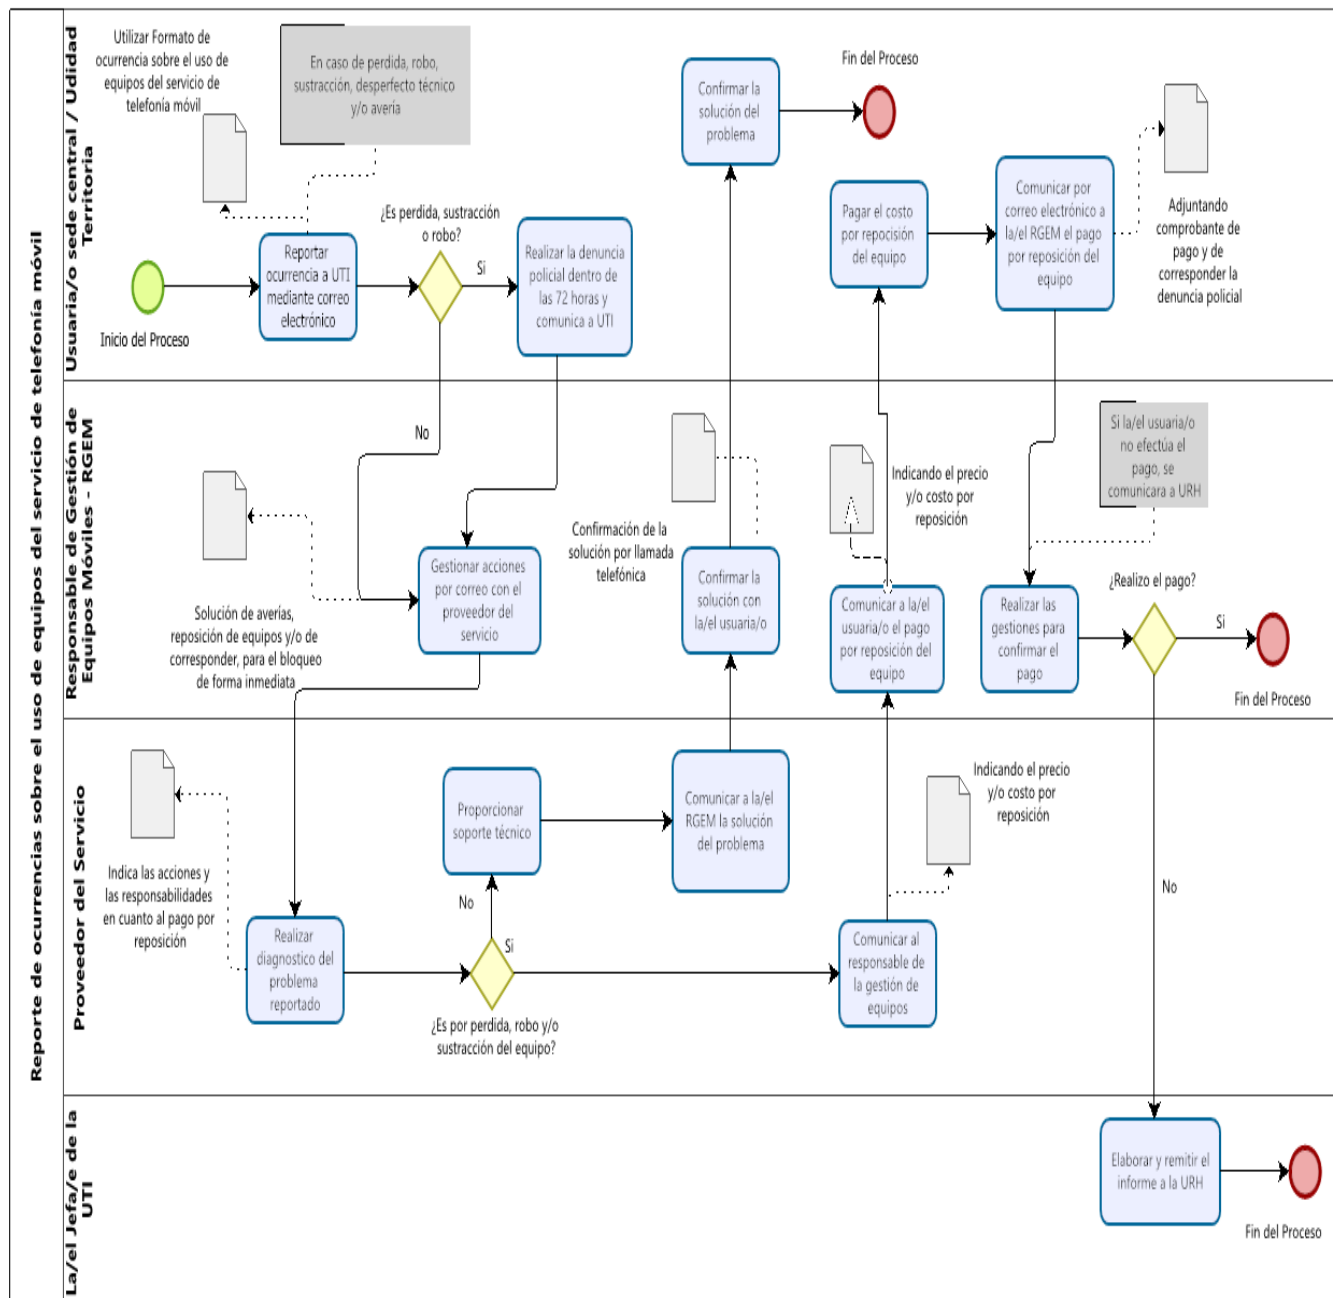 Reporte de ocurrencias sobre el uso de equipos del servicio de telefonía móvil
Usuaria/o sede central / Udidad
Territoria
Utilizar Formato de
ocurrencia sobre el uso de
equipos del servicio de
telefonía móvil
En caso de perdida, robo,
sustracción, desperfecto técnico
y/o avería
Inicio del Proceso
Reportar
ocurrencia a UTI
mediante correo
electrónico
¿Es perdida, sustracción
o robo?
Si
No
Realizar la denuncia
policial dentro de
las 72 horas y
comunica a UTI
Confirmar la
solución del
problema
Fin del Proceso
Pagar el costo
por repocisión
del equipo
Comunicar por
correo electrónico a
la/el RGEM el pago
por reposición del
equipo
Adjuntando
comprobante de
pago y de
corresponder la
denuncia policial
Responsable de Gestión de
Equipos Móviles - RGEM
Solución de averías,
reposición de equipos y/o de
corresponder, para el bloqueo
de forma inmediata
Gestionar acciones
por correo con el
proveedor del
servicio
Confirmación de la
solución por llamada
telefónica
Confirmar la
solución con
la/el usuaria/o
Indicando el precio
y/o costo por
reposición
Comunicar a la/el
usuaria/o el pago
por reposición del
equipo
Si la/el usuaria/o
no efectúa el
pago, se
comunicara a URH
Realizar las
gestiones para
confirmar el
pago
¿Realizo el pago?
Si
Fin del Proceso
No
Proveedor del Servicio
Indica las acciones y
las responsabilidades
en cuanto al pago por
reposición
Realizar
diagnostico del
problema
reportado
Proporcionar
soporte técnico
No
Si
¿Es por perdida, robo y/o
sustracción del equipo?
Comunicar a la/el
RGEM la solución
del problema
Indicando el precio
y/o costo por
reposición
Comunicar al
responsable de
la gestión de
equipos
La/el Jefa/e de la
UTI
Elaborar y remitir el
informe a la URH
Fin del Proceso